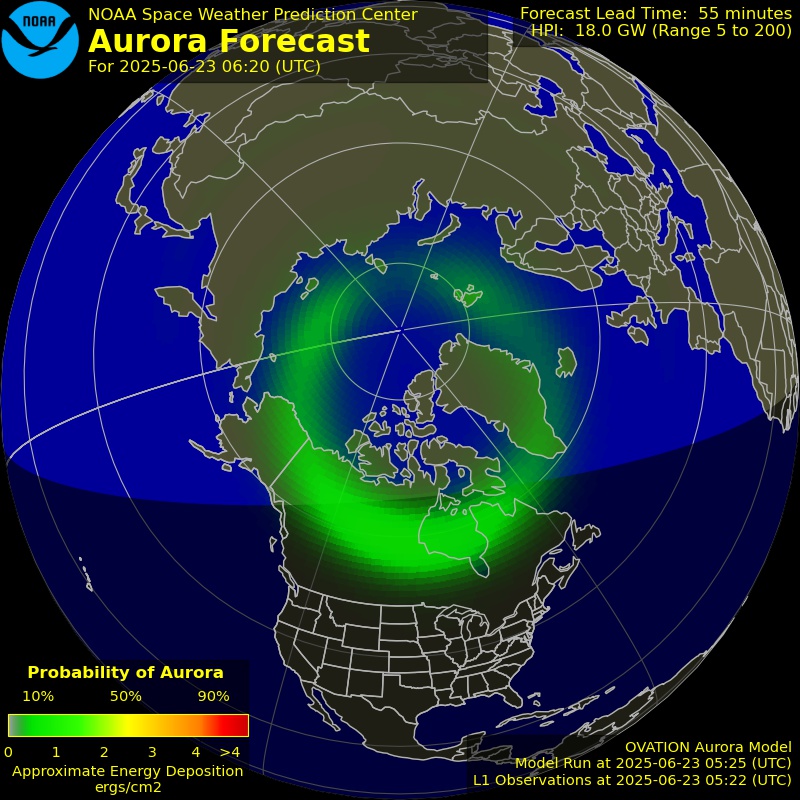 NOAA
NOAA Space Weather Prediction Center
Aurora Forecast
For 2025-06-23 06:20 (UTC)
Forecast Lead Time: 55 minutes
HPI: 18.0 GW (Range 5 to 200)
Probability of Aurora
10% 50% 90%
0 1 2 3 4 >4
Approximate Energy Deposition
ergs/cm2
OVATION Aurora Model
Model Run at 2025-06-23 05:25 (UTC)
L1 Observations at 2025-06-23 05:22 (UTC)